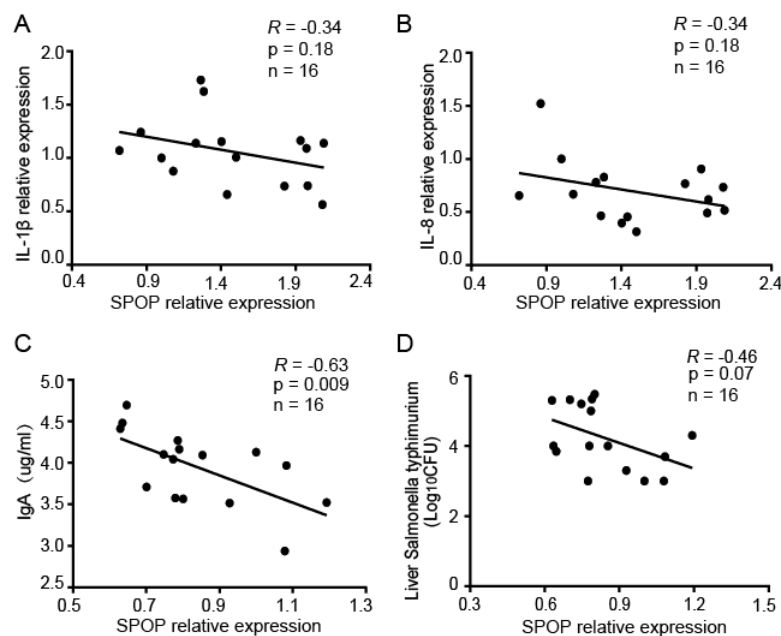 A
R = -0.34
p = 0.18
n = 16
2.0
1.5
1.0
0.5
0.0
IL-1β relative expression
0.4 0.9 1.4 1.9 2.4
SPOP relative expression
B
R = -0.34
p = 0.18
n = 16
2.0
1.5
1.0
0.5
0.0
IL-8 relative expression
0.4 0.9 1.4 1.9 2.4
SPOP relative expression
C
R = -0.63
p = 0.009
n = 16
5.0
4.5
4.0
3.5
3.0
2.5
IgA (ug/ml)
0.5 0.7 0.9 1.1 1.3
SPOP relative expression
D
R = -0.46
p = 0.07
n = 16
6
4
2
0
Liver Salmonella typhimurium
(Log10CFU)
0.3 0.6 0.9 1.2 1.5
SPOP relative expression